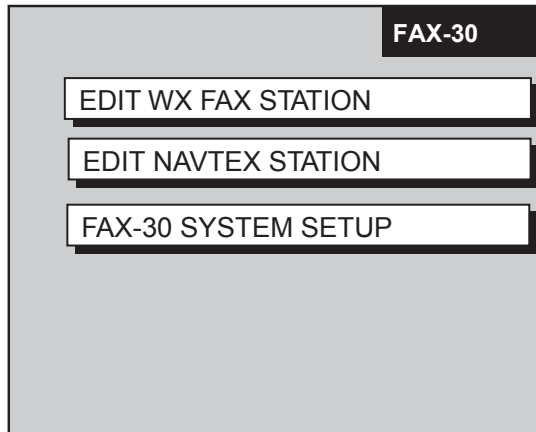 FAX-30
EDIT WX FAX STATION
EDIT NAVTEX STATION
FAX-30 SYSTEM SETUP